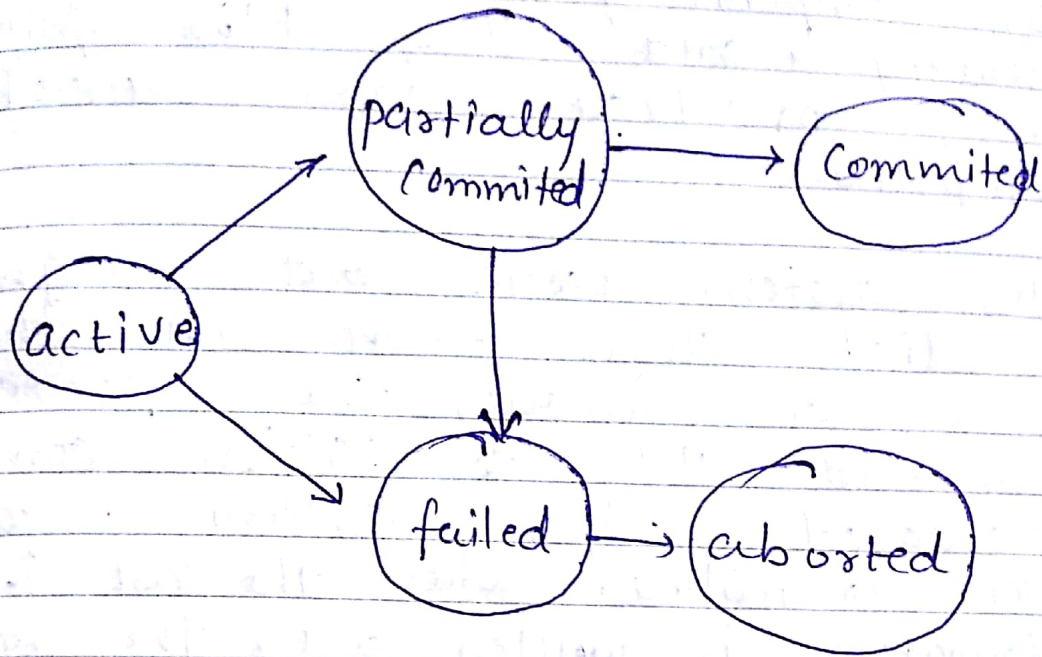 partially
Commited
Commited
active
failed
aborted